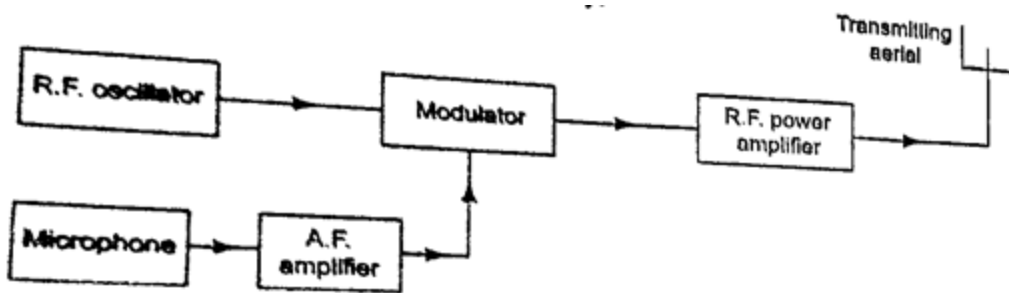 Transmitting
aerial
R.F. oscillator
Modulator
R.F. power
amplifier
Microphone
A.F.
amplifier